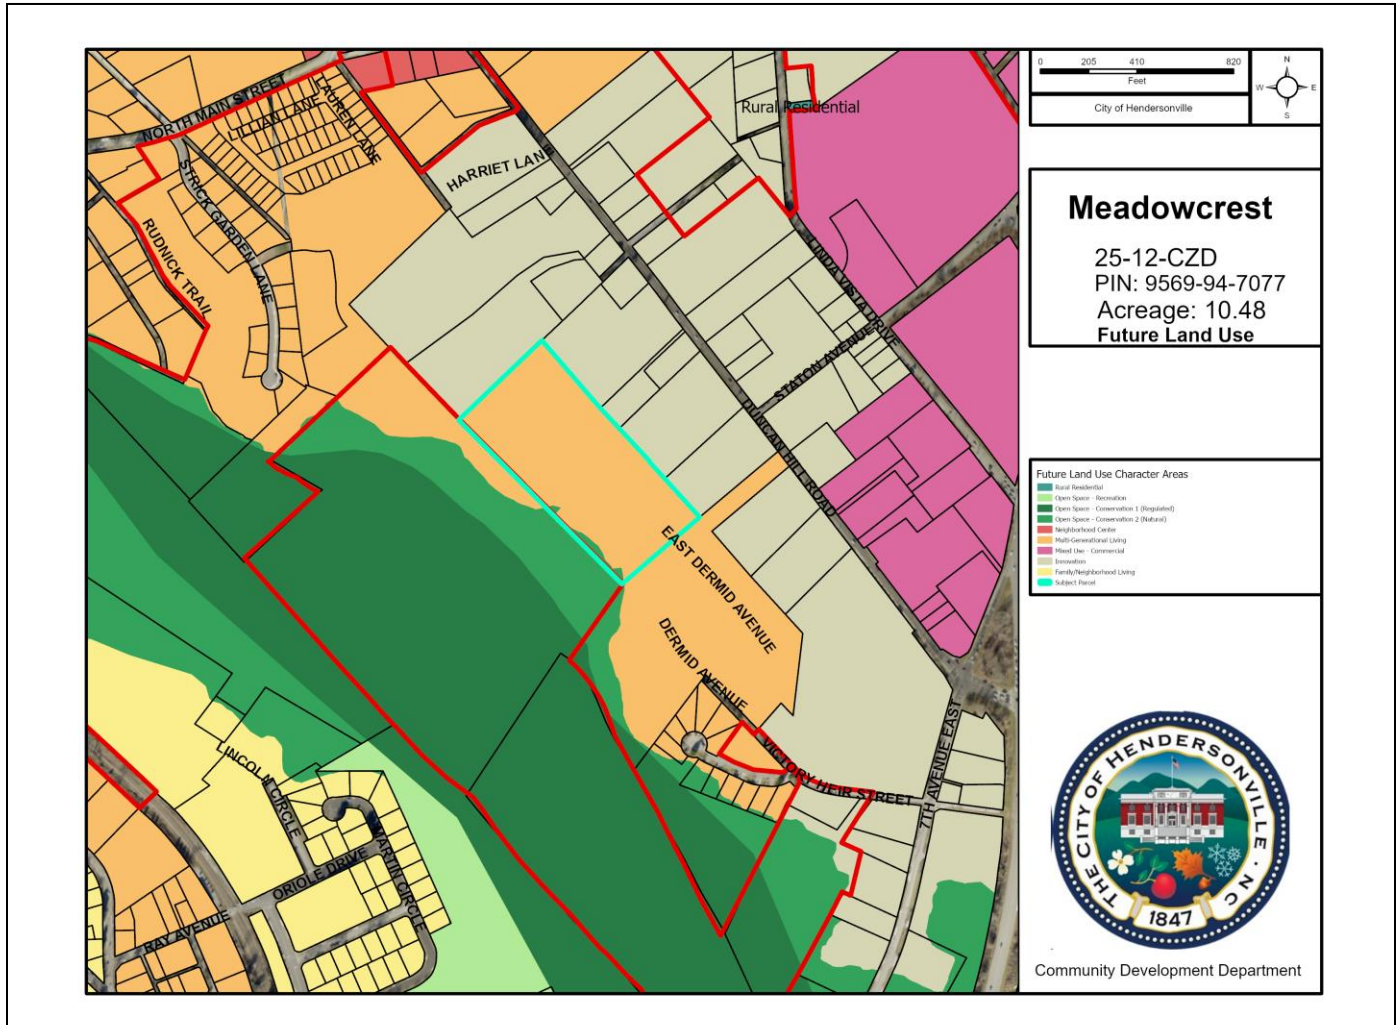 NORTH MAIN STREET
LILLIAN LANE
LAUREN LANE
STRICK GARDEN LANE
RUDNICK TRAIL
HARRIET LANE
Rural Residential
LINDA VISTA DRIVE
STATON AVENUE
DUNCAN HILL ROAD
EAST DERMID AVENUE
DERMID AVENUE
VICTORY HEIR STREET
7TH AVENUE EAST
LINCOLN CIRCLE
MARTIN CIRCLE
ORIOLE DRIVE
RAY AVENUE
0 205 410 820
Feet
City of Hendersonville
N
W E
S
Meadowcrest
25-12-CZD
PIN: 9569-94-7077
Acreage: 10.48
Future Land Use
Future Land Use Character Areas
Rural Residential
Open Space - Recreation
Open Space - Conservation 1 (Regulated)
Open Space - Conservation 2 (Natural)
Neighborhood Center
Multi-Generational Living
Mixed Use - Commercial
Innovation
Family/Neighborhood Living
Subject Parcel
THE CITY OF HENDERSONVILLE · NC
1847
Community Development Department